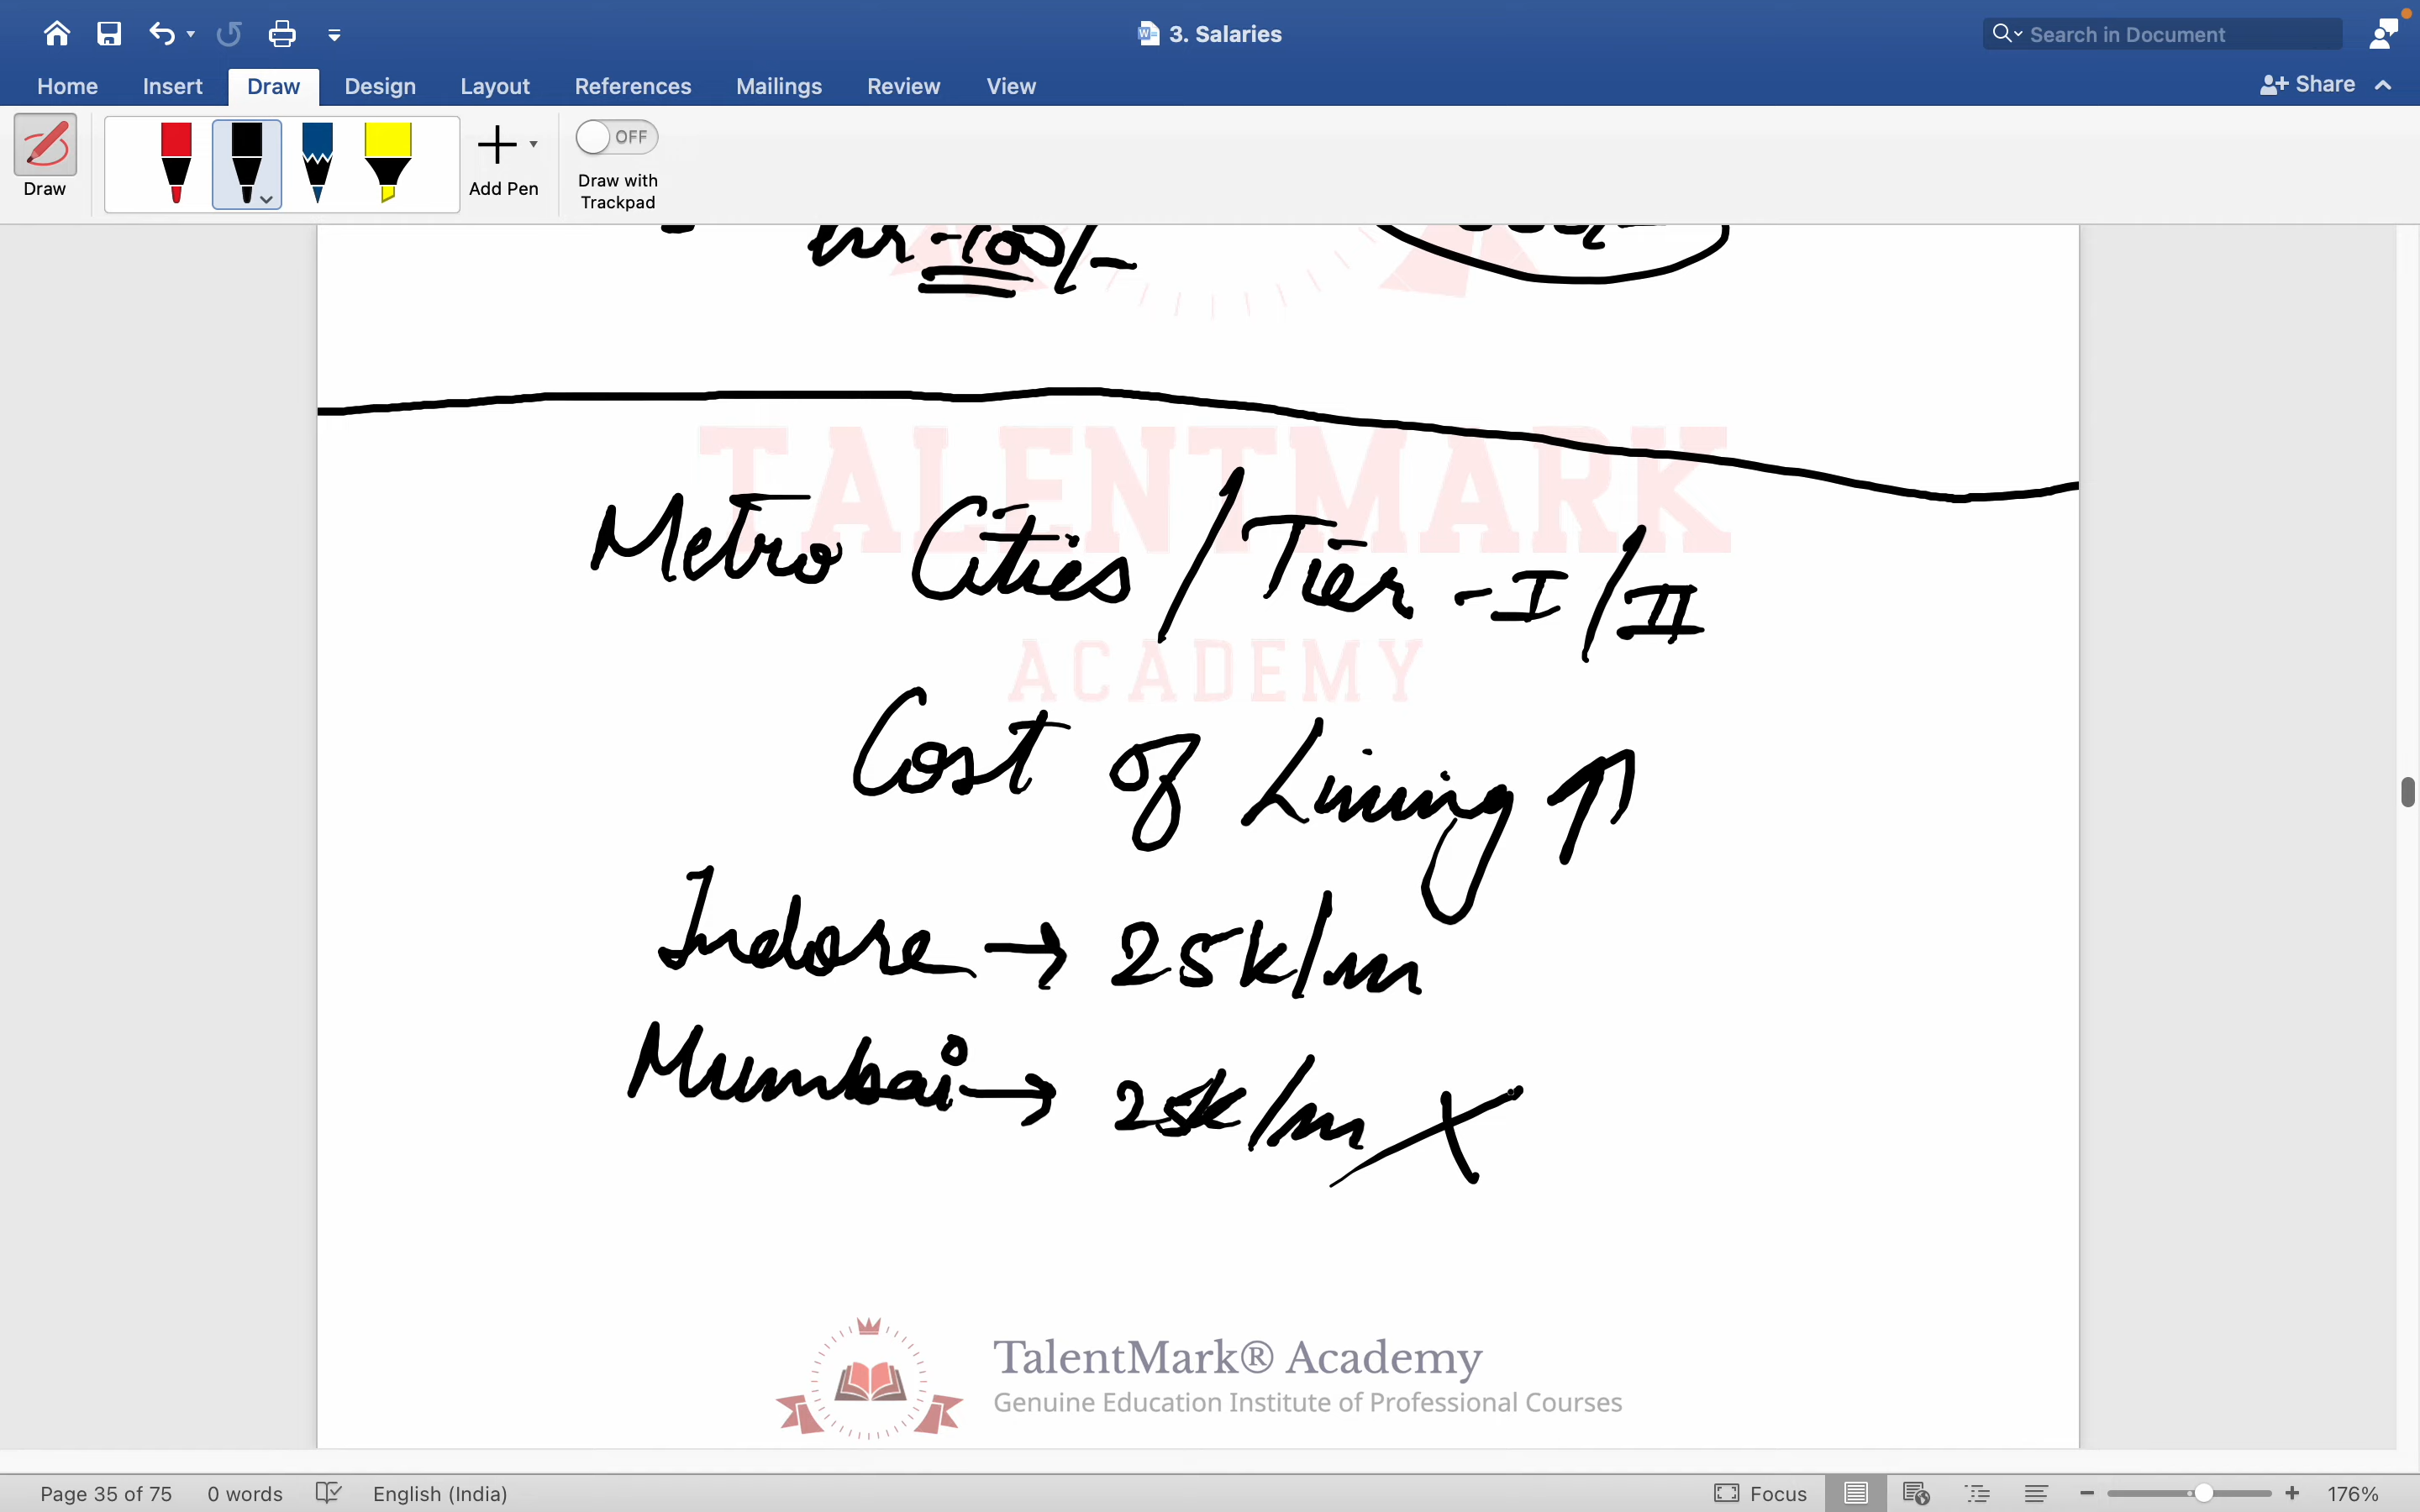 3. Salaries
Search in Document
Home Insert Draw Design Layout References Mailings Review View
Share
Draw
Add Pen
OFF
Draw with
Trackpad
TALENTMARK
ACADEMY
Metro Cities / Tier - I / II
Cost of Living ↑
Indore → 25k/m
Mumbai → 25k/m X
TalentMark® Academy
Genuine Education Institute of Professional Courses
Page 35 of 75 0 words English (India) Focus 176%